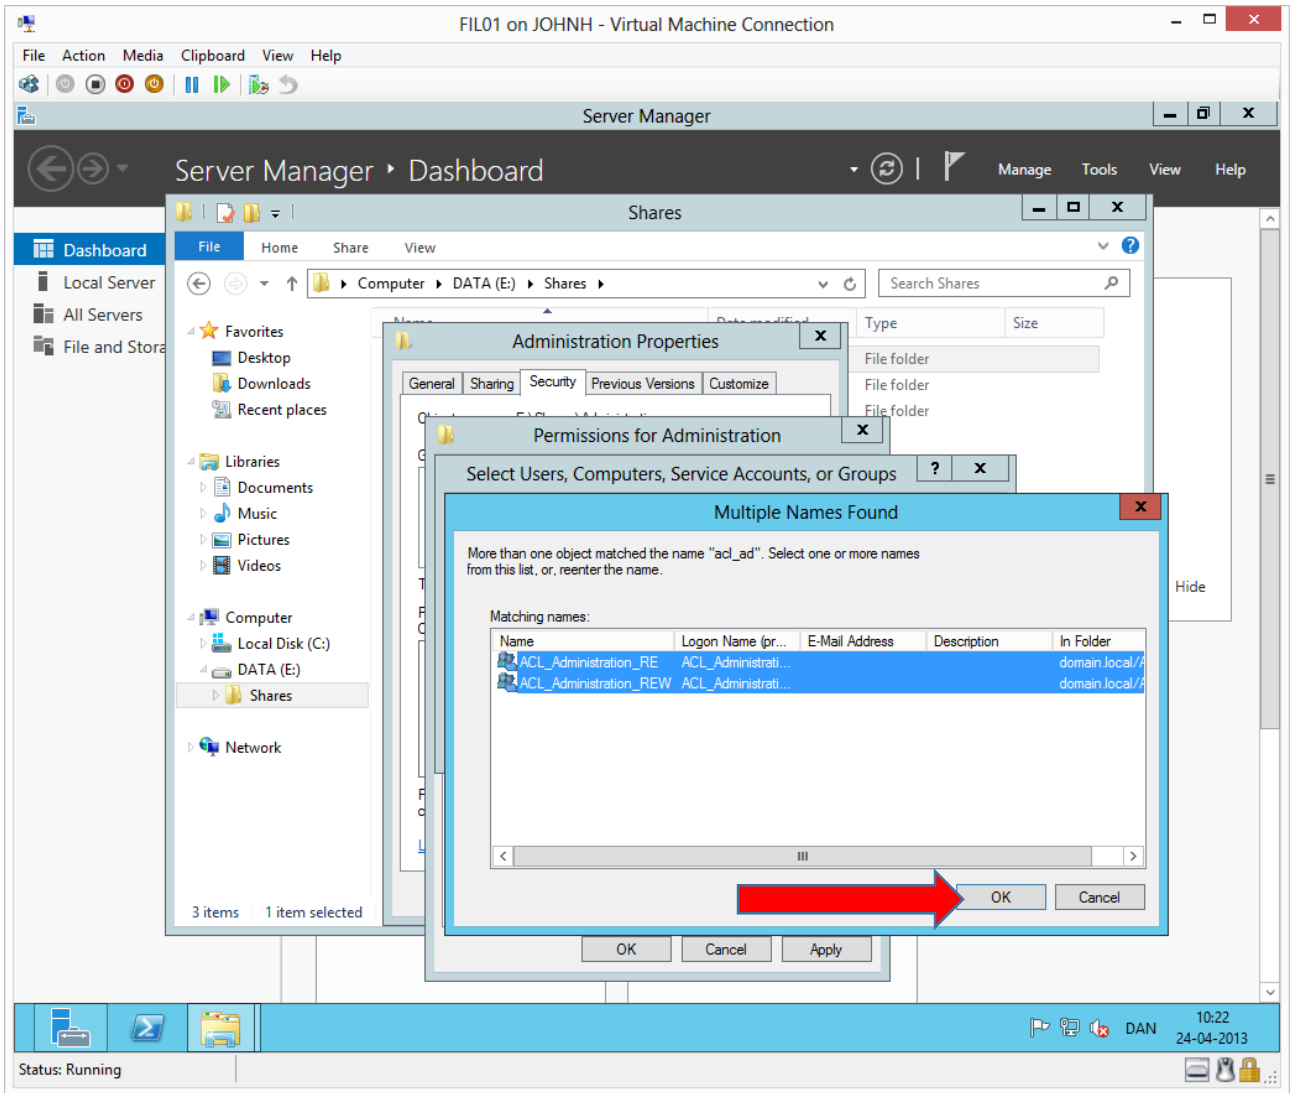 FIL01 on JOHNH - Virtual Machine Connection
File Action Media Clipboard View Help
Server Manager
Server Manager Dashboard
Manage Tools View Help
Shares
File Home Share View
Computer DATA (E:) Shares
Search Shares
Dashboard
Local Server
All Servers
File and Stora
Favorites
Desktop
Downloads
Recent places
Libraries
Documents
Music
Pictures
Videos
Computer
Local Disk (C:)
DATA (E:)
Shares
Network
3 items 1 item selected
Type Size
File folder
File folder
File folder
Administration Properties
General Sharing Security Previous Versions Customize
Permissions for Administration
Select Users, Computers, Service Accounts, or Groups
Multiple Names Found
More than one object matched the name "acl_ad". Select one or more names
from this list, or, reenter the name.
Matching names:
Name Logon Name (pr... E-Mail Address Description In Folder
ACL_Administration_RE ACL_Administrati... domain.local/A
ACL_Administration_REW ACL_Administrati... domain.local/A
OK Cancel
OK Cancel Apply
Hide
DAN
10:22
24-04-2013
Status: Running